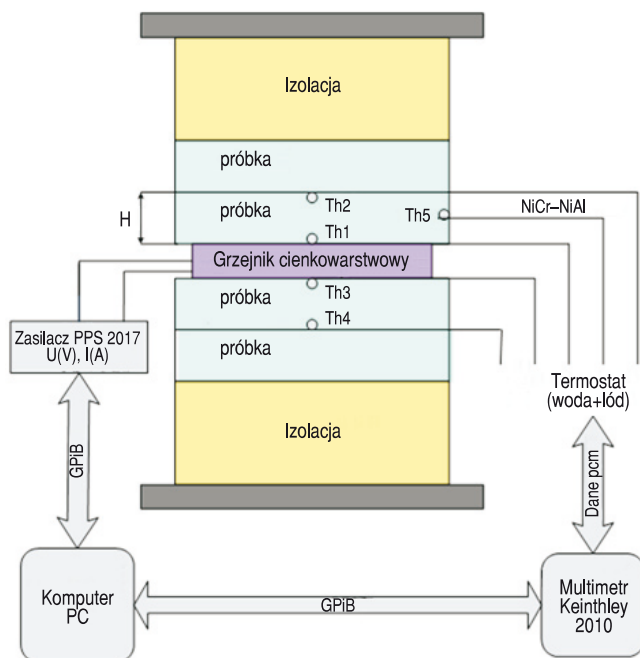 Izolacja
próbka
H
próbka
Th2
Th5
NiCr–NiAl
Th1
Grzejnik cienkowarstwowy
próbka
Th3
Th4
próbka
Zasilacz PPS 2017
U(V), I(A)
Termostat
(woda+lód)
Izolacja
GPiB
Dane pcm
Komputer
PC
GPiB
Multimetr
Keinthley
2010